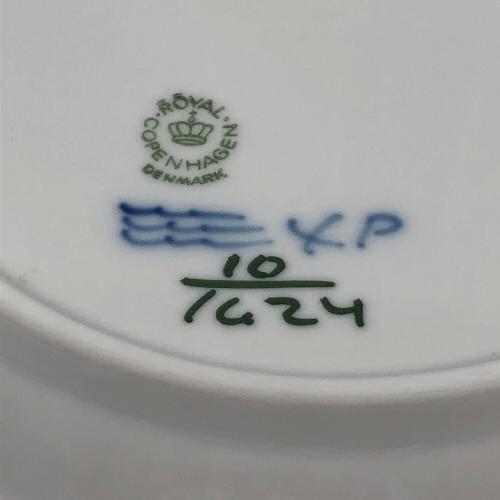 ROYAL
COPENHAGEN
DENMARK
XP
10
1624